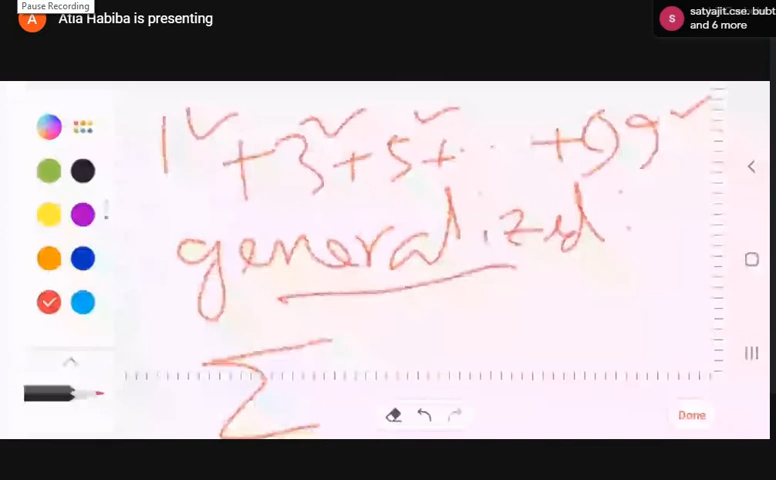 Pause Recording
A Atia Habiba is presenting
S satyajit.cse.bubt
and 6 more
1² + 3² + 5² + . . + 99²
generalized
Σ
Done